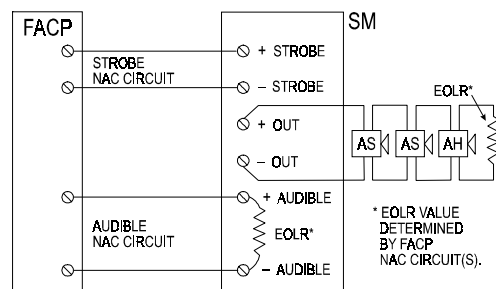 FACP
SM
STROBE
NAC CIRCUIT
+ STROBE
− STROBE
EOLR*
+ OUT
− OUT
AS
AS
AH
AUDIBLE
NAC CIRCUIT
+ AUDIBLE
EOLR*
− AUDIBLE
* EOLR VALUE
DETERMINED
BY FACP
NAC CIRCUIT(S).